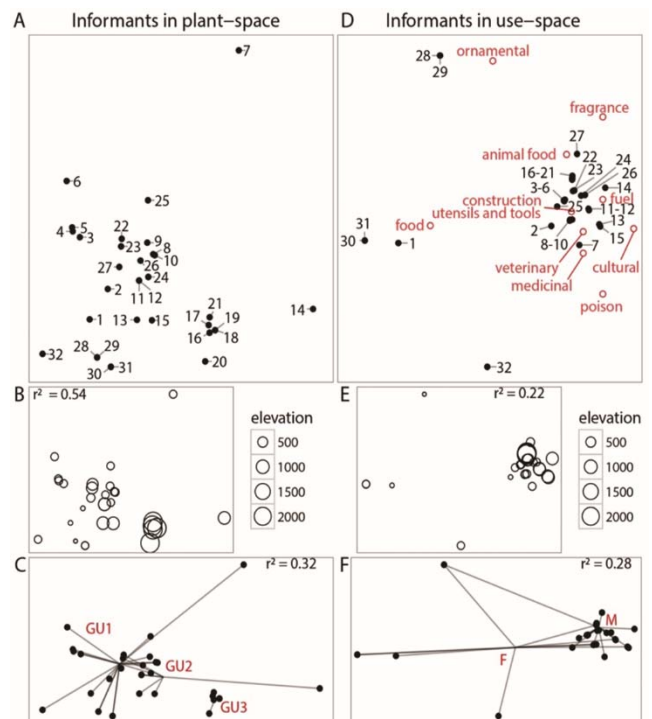 A Informants in plant-space
7
6
25
4
5
3
22
23
9
8
10
27
26
24
2
11 12
1
13
15
21
17
19
16
18
14
20
32
28
29
30
31
D Informants in use-space
28
29
ornamental
fragrance
27
animal food
22
24
16-21
23
26
3-6
14
construction
25
fuel
utensils and tools
11-12
31
food
2
13
30
1
8-10
7
15
veterinary
cultural
medicinal
poison
32
B r² = 0.54
elevation
500
1000
1500
2000
E r² = 0.22
elevation
500
1000
1500
2000
C r² = 0.32
GU1
GU2
GU3
F r² = 0.28
M
F